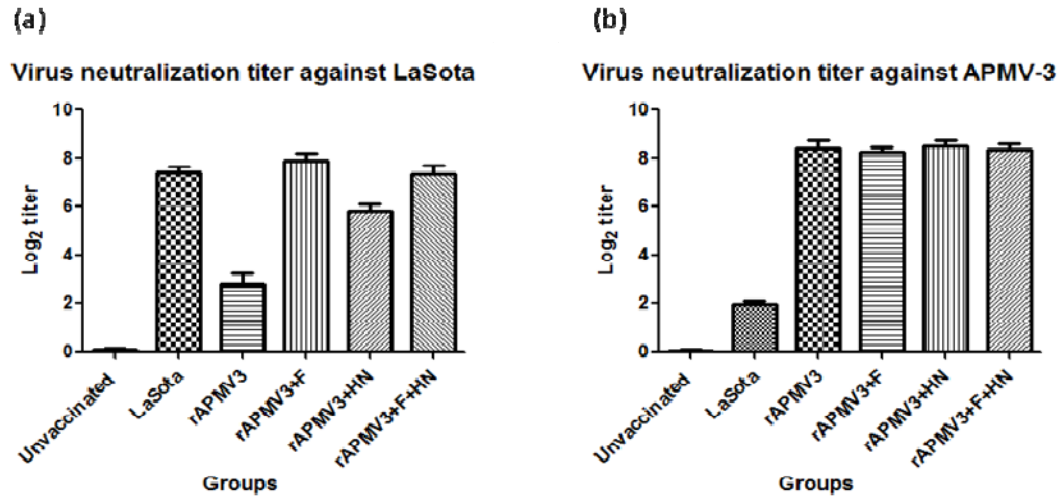 (a)
Virus neutralization titer against LaSota
10
8
6
4
2
0
Log₂ titer
Unvaccinated
LaSota
rAPMV3
rAPMV3+F
rAPMV3+HN
rAPMV3+F+HN
Groups
(b)
Virus neutralization titer against APMV-3
10
8
6
4
2
0
Log₂ titer
Unvaccinated
LaSota
rAPMV3
rAPMV3+F
rAPMV3+HN
rAPMV3+F+HN
Groups